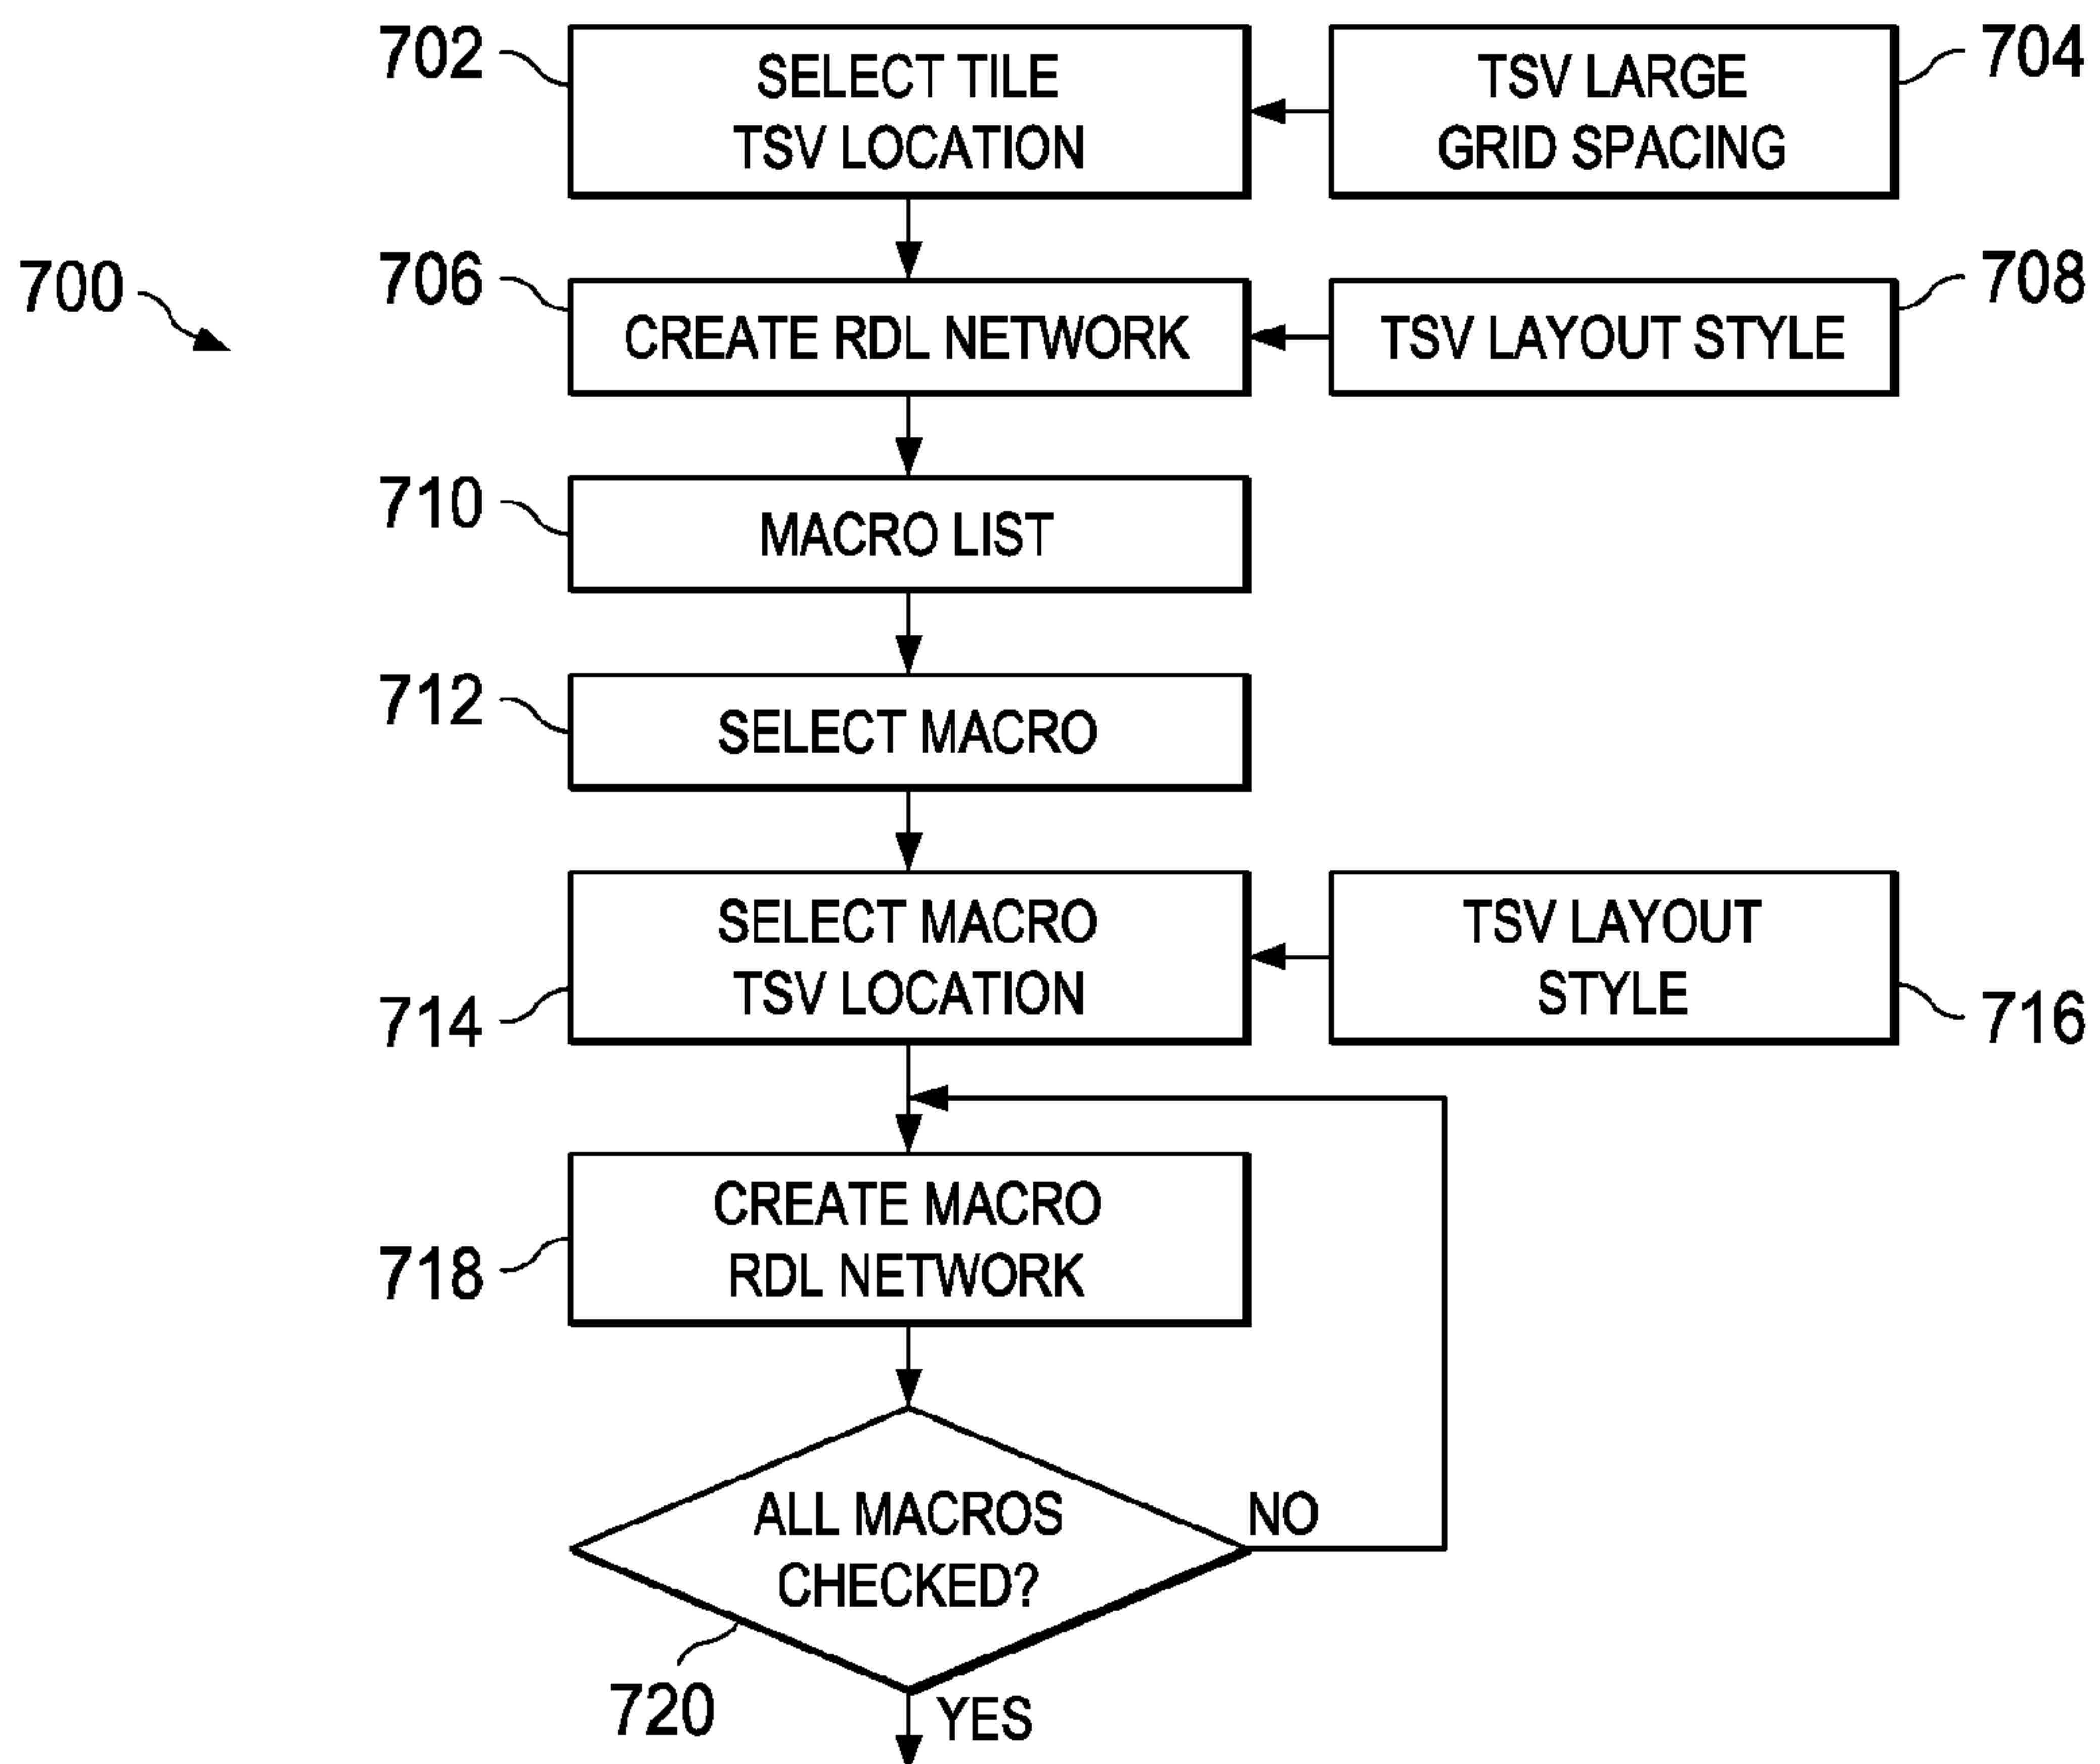 702
SELECT TILE
TSV LOCATION
TSV LARGE
GRID SPACING
704
700
706
CREATE RDL NETWORK
TSV LAYOUT STYLE
708
710
MACRO LIST
712
SELECT MACRO
714
SELECT MACRO
TSV LOCATION
TSV LAYOUT
STYLE
716
718
CREATE MACRO
RDL NETWORK
ALL MACROS
CHECKED?
NO
720
YES